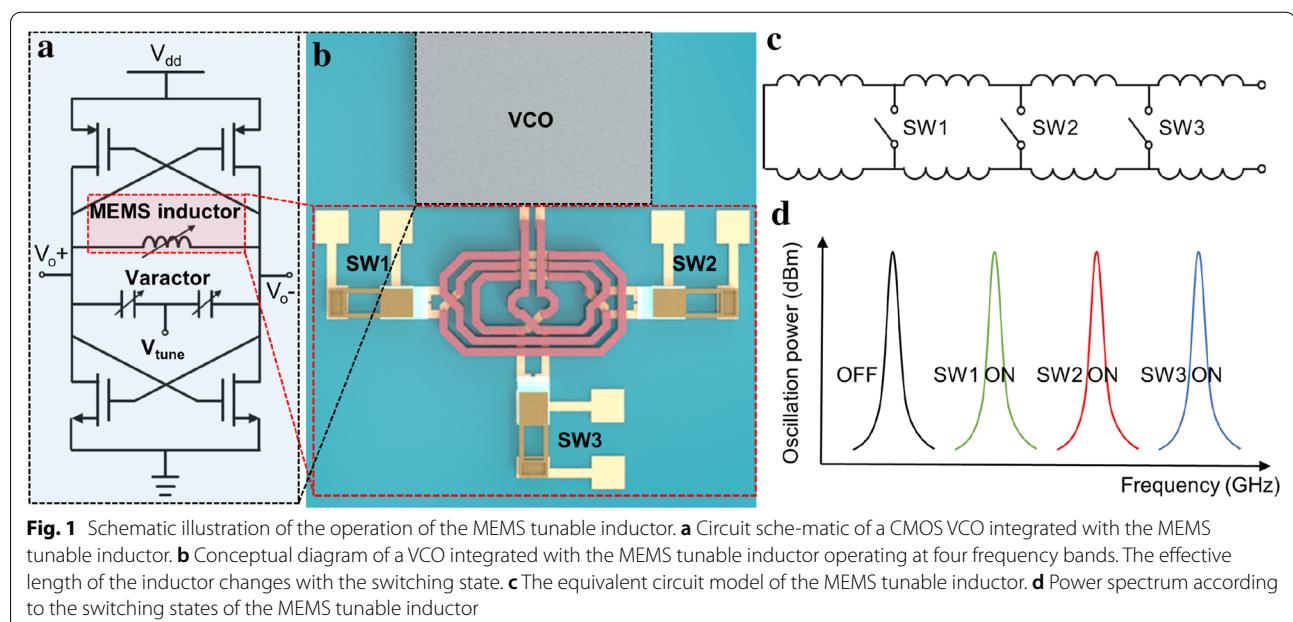 a
V_dd
MEMS inductor
V_o+
Varactor
V_o-
V_tune
b
VCO
SW1
SW2
SW3
c
SW1
SW2
SW3
d
Oscillation power (dBm)
OFF
SW1 ON
SW2 ON
SW3 ON
Frequency (GHz)
Fig. 1 Schematic illustration of the operation of the MEMS tunable inductor. a Circuit sche-matic of a CMOS VCO integrated with the MEMS
tunable inductor. b Conceptual diagram of a VCO integrated with the MEMS tunable inductor operating at four frequency bands. The effective
length of the inductor changes with the switching state. c The equivalent circuit model of the MEMS tunable inductor. d Power spectrum according
to the switching states of the MEMS tunable inductor